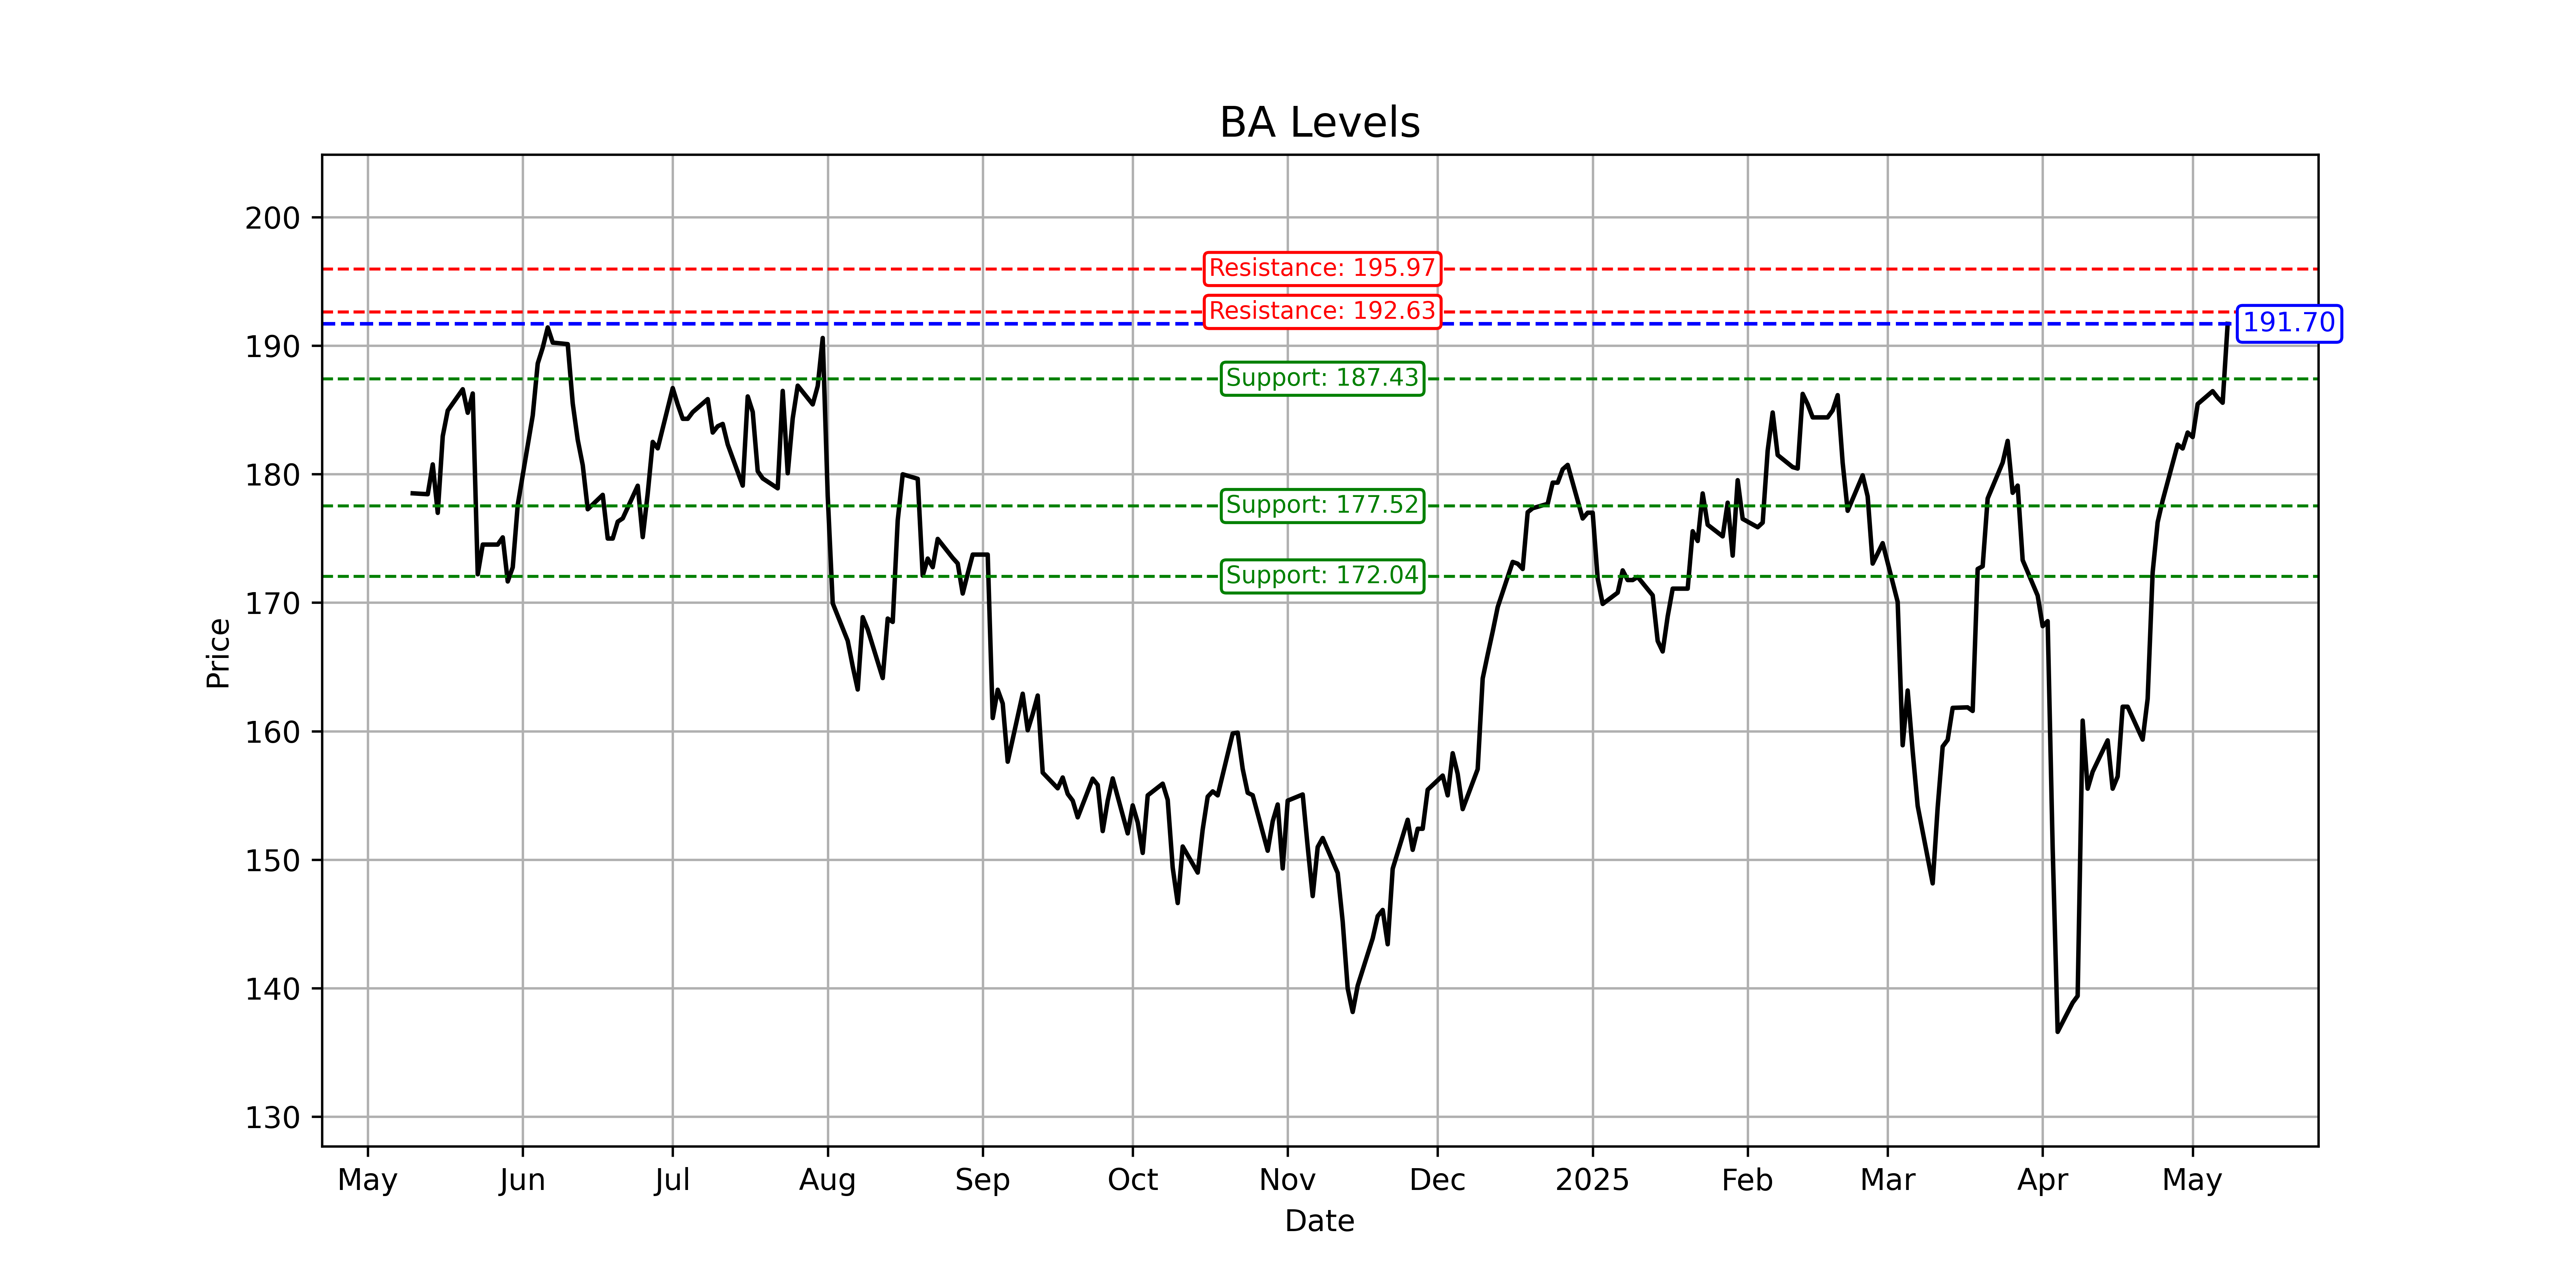 BA Levels
200
190
180
170
160
150
140
130
Price
Resistance: 195.97
Resistance: 192.63
191.70
Support: 187.43
Support: 177.52
Support: 172.04
May Jun Jul Aug Sep Oct Nov Dec 2025 Feb Mar Apr May
Date